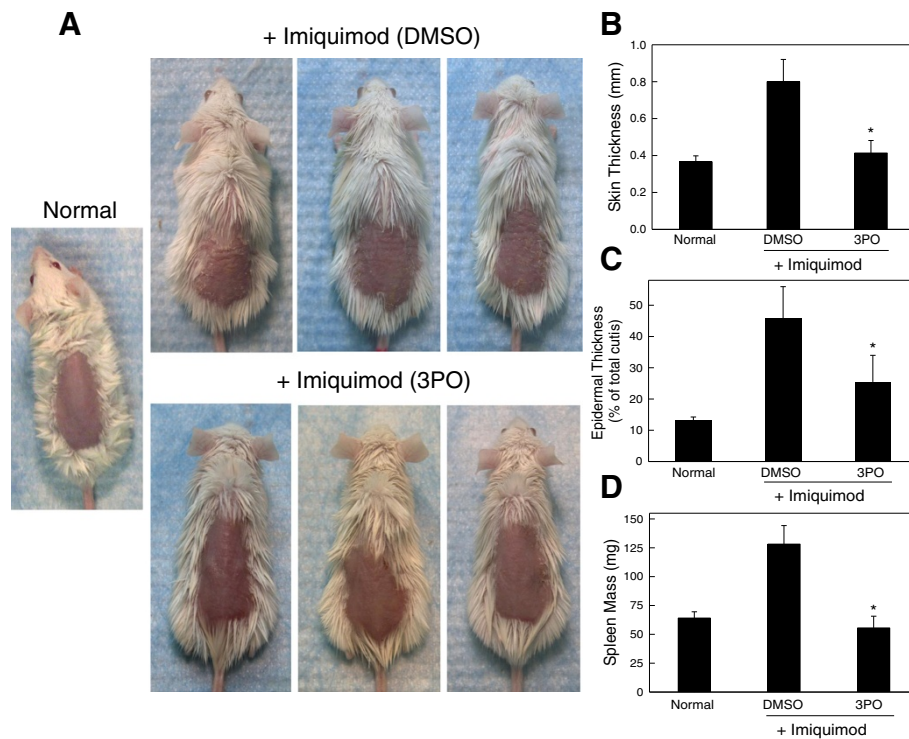 A
+ Imiquimod (DMSO)
Normal
+ Imiquimod (3PO)
B
Skin Thickness (mm)
1.0
0.8
0.6
0.4
0.2
0.0
*
Normal DMSO 3PO
+ Imiquimod
C
Epidermal Thickness
(% of total cutis)
50
40
30
20
10
0
*
Normal DMSO 3PO
+ Imiquimod
D
Spleen Mass (mg)
150
125
100
75
50
25
0
*
Normal DMSO 3PO
+ Imiquimod